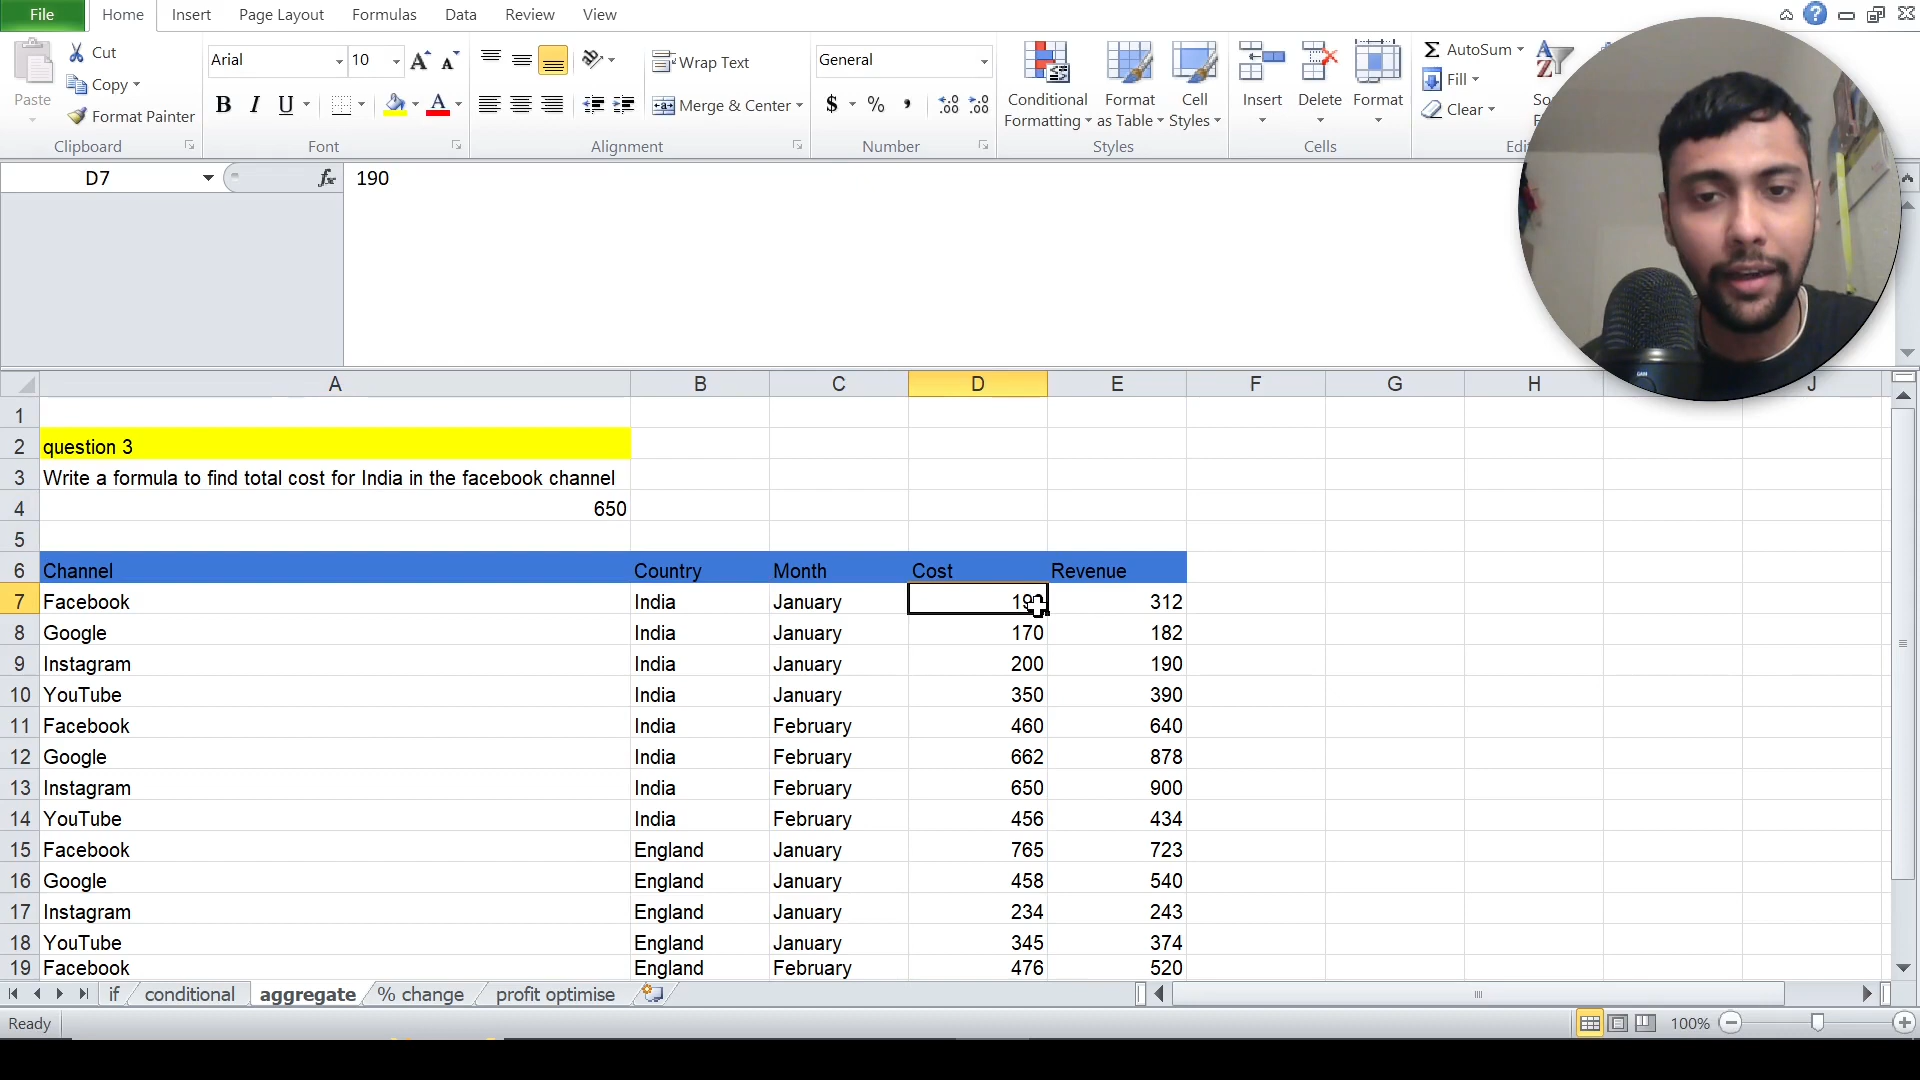 File Home Insert Page Layout Formulas Data Review View
Cut
Copy
Format Painter
Paste
Clipboard
Arial 10
B I U
Font
Wrap Text
Merge & Center
Alignment
General
$ % ,
Number
Conditional Formatting
Format as Table
Cell Styles
Styles
Insert Delete Format
Cells
AutoSum
Fill
Clear
D7 fx 190
A B C D E F G H J
1
2 question 3
3 Write a formula to find total cost for India in the facebook channel
4 650
5
6 Channel Country Month Cost Revenue
7 Facebook India January 190 312
8 Google India January 170 182
9 Instagram India January 200 190
10 YouTube India January 350 390
11 Facebook India February 460 640
12 Google India February 662 878
13 Instagram India February 650 900
14 YouTube India February 456 434
15 Facebook England January 765 723
16 Google England January 458 540
17 Instagram England January 234 243
18 YouTube England January 345 374
19 Facebook England February 476 520
if conditional aggregate % change profit optimise
Ready 100%